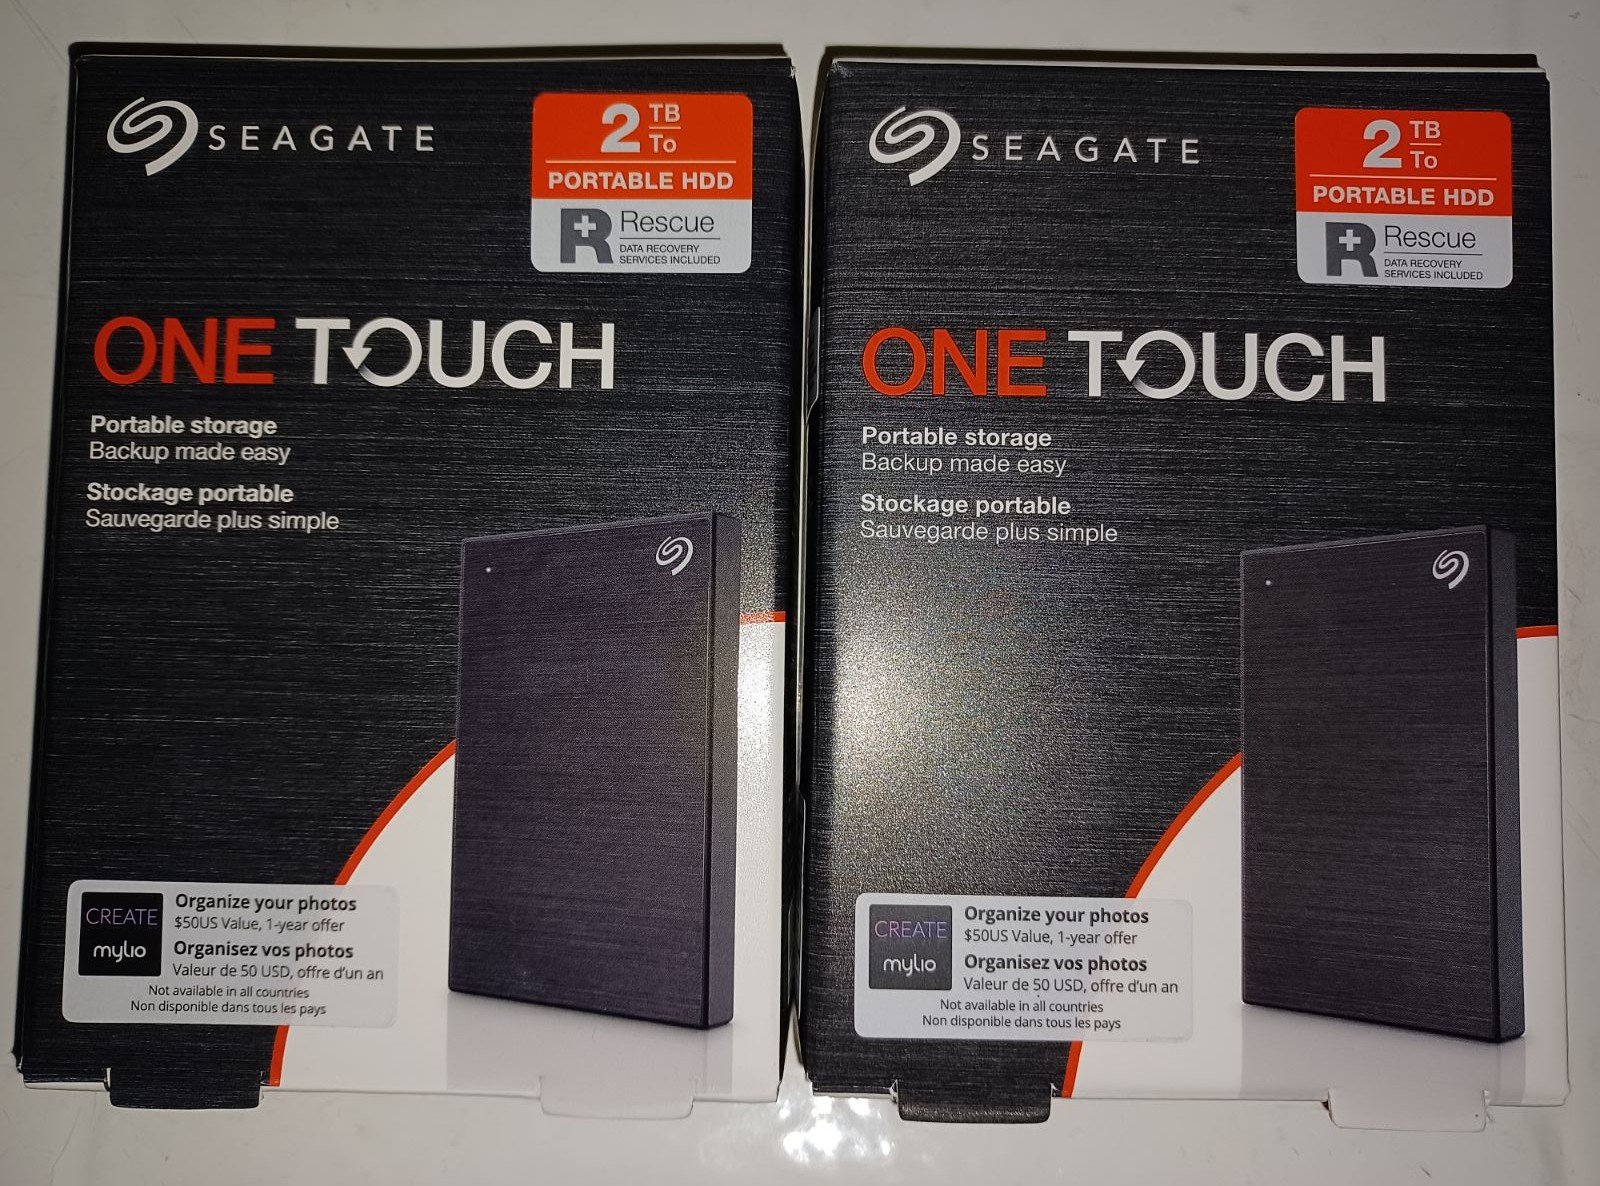 SEAGATE
2 TB
To
PORTABLE HDD
R Rescue
DATA RECOVERY
SERVICES INCLUDED
ONE TOUCH
Portable storage
Backup made easy
Stockage portable
Sauvegarde plus simple
CREATE
mylio
Organize your photos
$50US Value, 1-year offer
Organisez vos photos
Valeur de 50 USD, offre d'un an
Not available in all countries
Non disponible dans tous les pays
SEAGATE
2 TB
To
PORTABLE HDD
R Rescue
DATA RECOVERY
SERVICES INCLUDED
ONE TOUCH
Portable storage
Backup made easy
Stockage portable
Sauvegarde plus simple
CREATE
mylio
Organize your photos
$50US Value, 1-year offer
Organisez vos photos
Valeur de 50 USD, offre d'un an
Not available in all countries
Non disponible dans tous les pays